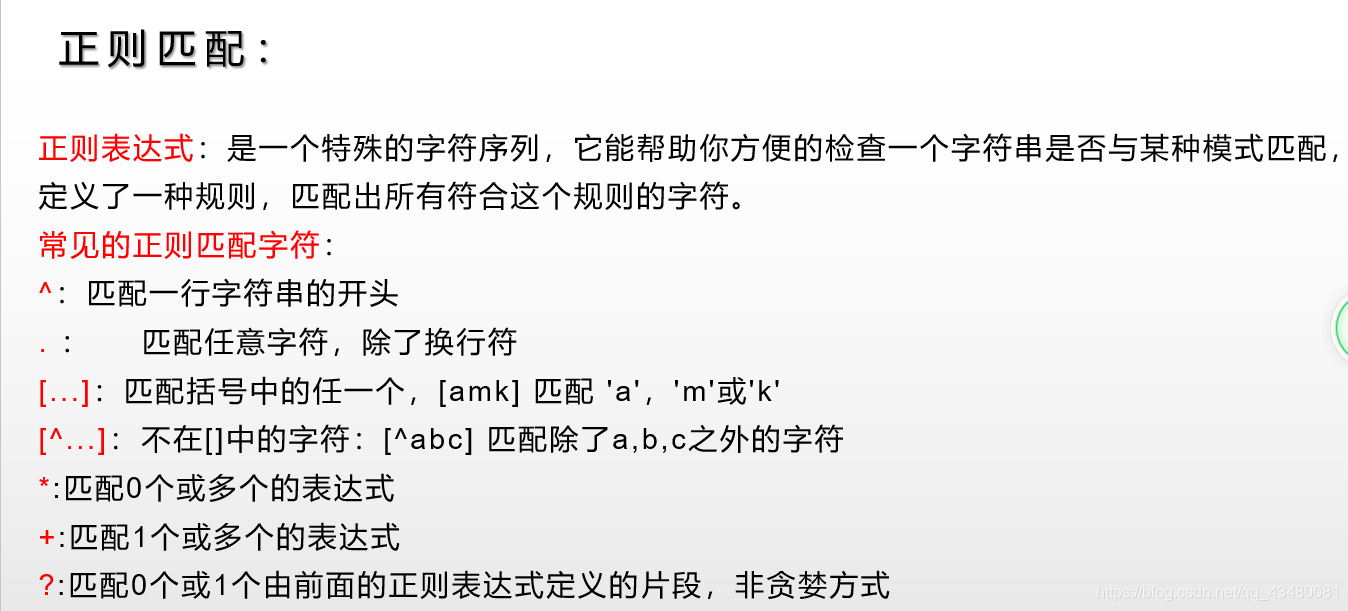 正则匹配：
正则表达式：是一个特殊的字符序列，它能帮助你方便的检查一个字符串是否与某种模式匹配，
定义了一种规则，匹配出所有符合这个规则的字符。
常见的正则匹配字符：
^：匹配一行字符串的开头
. ：　　匹配任意字符，除了换行符
[...]：匹配括号中的任一个，[amk] 匹配 'a'，'m'或'k'
[^...]：不在[]中的字符：[^abc] 匹配除了a,b,c之外的字符
*:匹配0个或多个的表达式
+:匹配1个或多个的表达式
?:匹配0个或1个由前面的正则表达式定义的片段，非贪婪方式
https://blog.csdn.net/qq_43480081